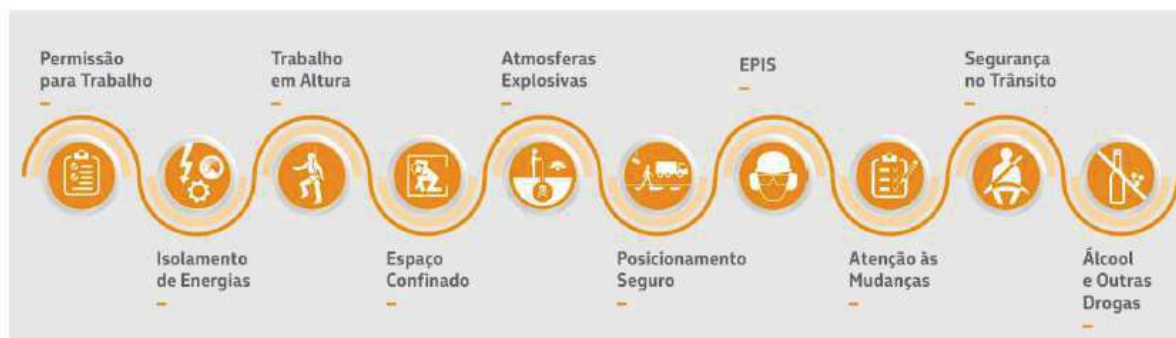 Permissão
para Trabalho
Isolamento
de Energias
Trabalho
em Altura
Espaço
Confinado
Atmosferas
Explosivas
Posicionamento
Seguro
EPIS
Atenção às
Mudanças
Segurança
no Trânsito
Álcool
e Outras
Drogas